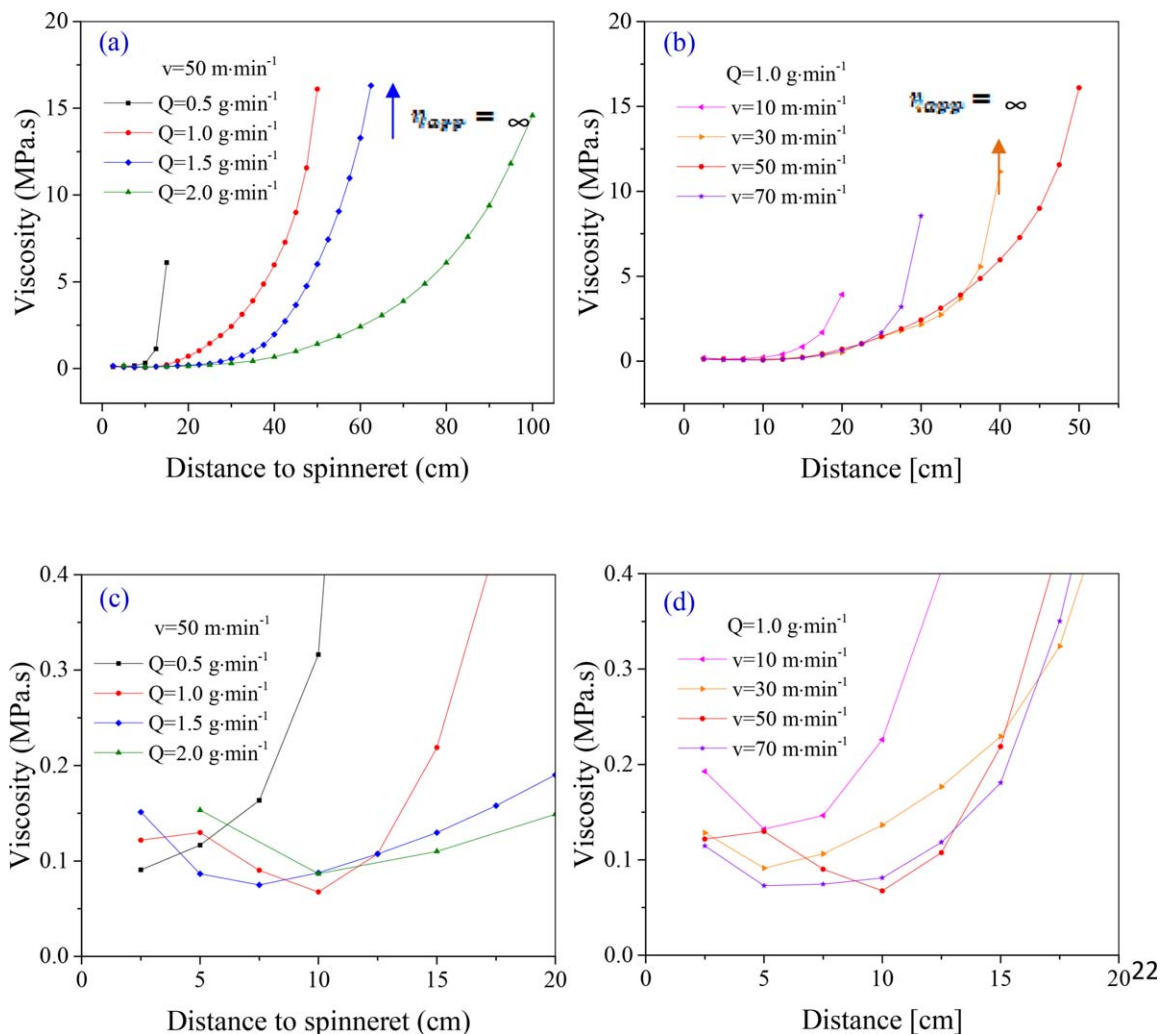 (a)
v=50 m·min⁻¹
Q=0.5 g·min⁻¹
Q=1.0 g·min⁻¹
Q=1.5 g·min⁻¹
Q=2.0 g·min⁻¹
ηapp = ∞
20
15
10
5
0
Viscosity (MPa.s)
0 20 40 60 80 100
Distance to spinneret (cm)
(b)
Q=1.0 g·min⁻¹
v=10 m·min⁻¹
v=30 m·min⁻¹
v=50 m·min⁻¹
v=70 m·min⁻¹
ηapp = ∞
20
15
10
5
0
Viscosity (MPa.s)
0 10 20 30 40 50
Distance [cm]
(c)
v=50 m·min⁻¹
Q=0.5 g·min⁻¹
Q=1.0 g·min⁻¹
Q=1.5 g·min⁻¹
Q=2.0 g·min⁻¹
0.4
0.3
0.2
0.1
0.0
Viscosity (MPa.s)
0 5 10 15 20
Distance to spinneret (cm)
(d)
Q=1.0 g·min⁻¹
v=10 m·min⁻¹
v=30 m·min⁻¹
v=50 m·min⁻¹
v=70 m·min⁻¹
0.4
0.3
0.2
0.1
0.0
Viscosity (MPa.s)
0 5 10 15 20
Distance [cm]
22